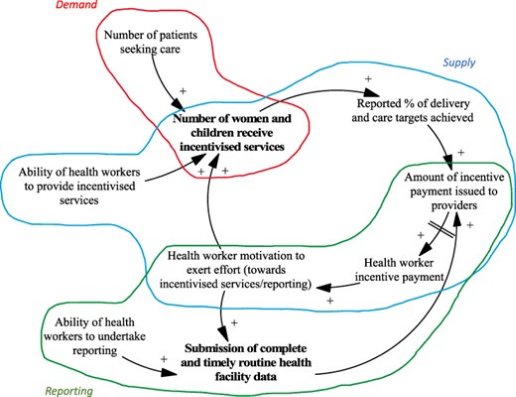 Demand
Number of patients
seeking care
+
Supply
+
Number of women and
children receive
incentivised services
Reported % of delivery
and care targets achieved
+
+ +
Ability of health workers
to provide incentivised
services
Amount of incentive
payment issued to
providers
+
+
Health worker motivation to
exert effort (towards
incentivised services/reporting)
Health worker
incentive payment
+
+
Ability of health
workers to undertake
reporting
+
Submission of complete
and timely routine health
facility data
Reporting